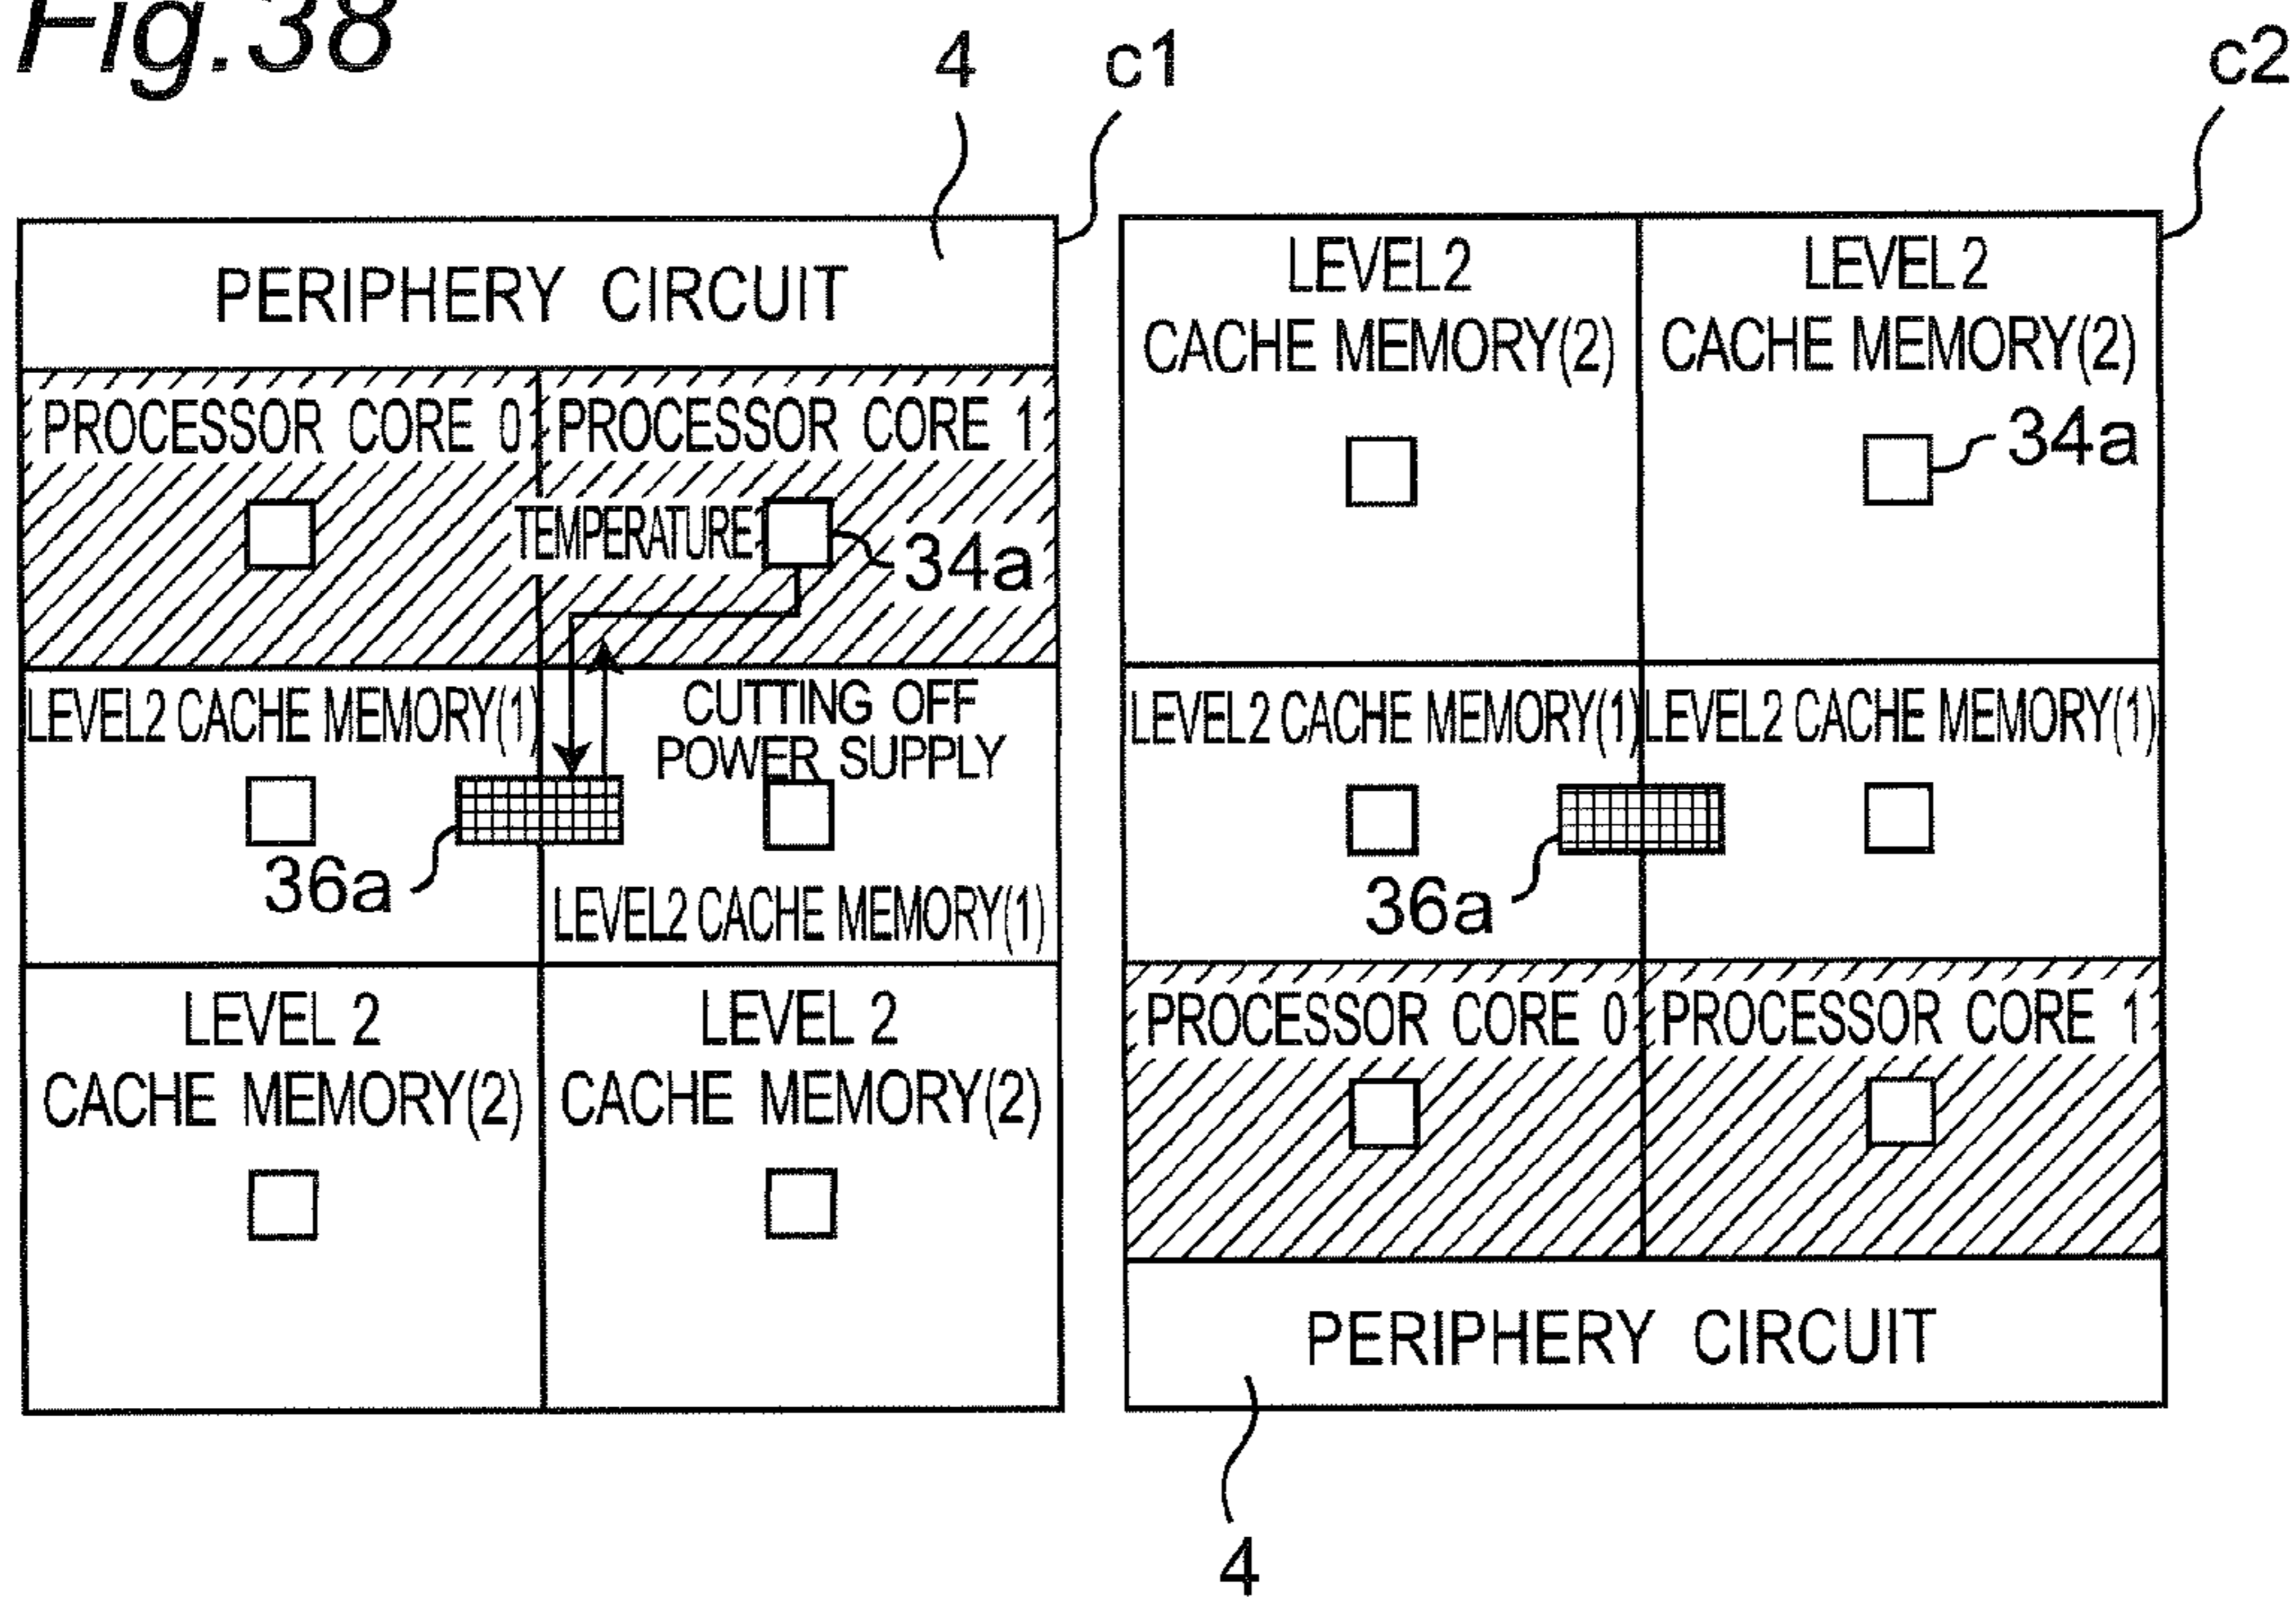 Fig.38
4
c1
c2
PERIPHERY CIRCUIT
PROCESSOR CORE 0
PROCESSOR CORE 1
TEMPERATURE
34a
LEVEL2 CACHE MEMORY(1)
CUTTING OFF
POWER SUPPLY
36a
LEVEL2 CACHE MEMORY(1)
LEVEL 2
CACHE MEMORY(2)
LEVEL 2
CACHE MEMORY(2)
LEVEL2
CACHE MEMORY(2)
LEVEL2
CACHE MEMORY(2)
34a
LEVEL2 CACHE MEMORY(1)
LEVEL2 CACHE MEMORY(1)
36a
PROCESSOR CORE 0
PROCESSOR CORE 1
PERIPHERY CIRCUIT
4